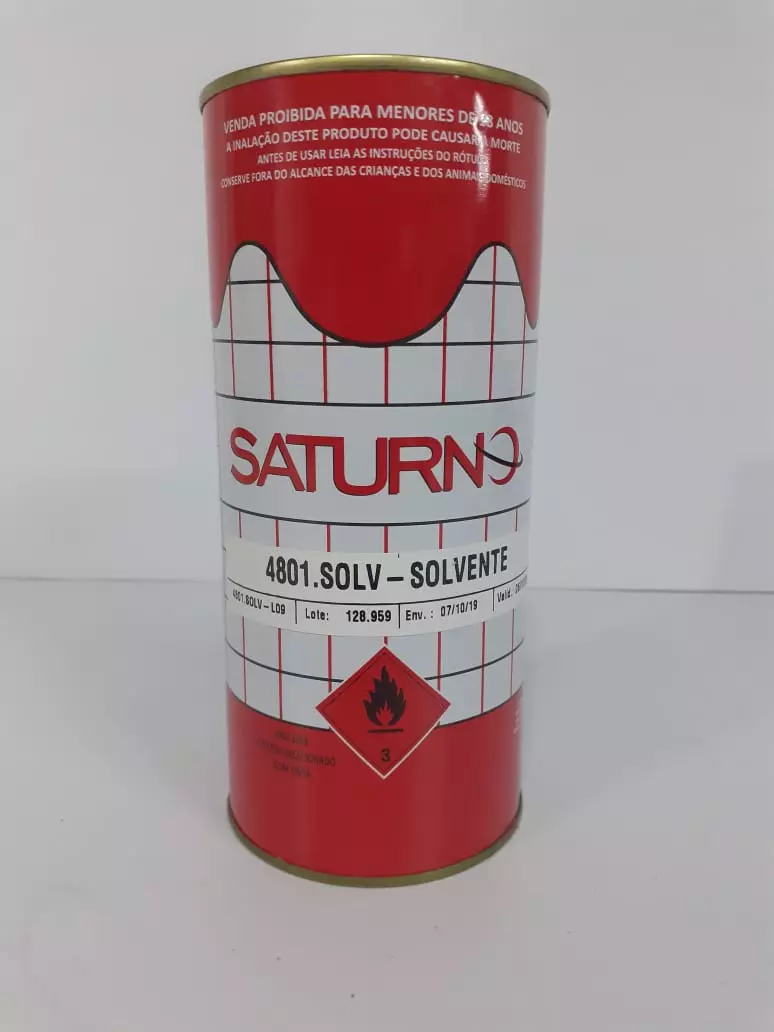 VENDA PROIBIDA PARA MENORES DE 18 ANOS
A INALAÇÃO DESTE PRODUTO PODE CAUSAR A MORTE
ANTES DE USAR LEIA AS INSTRUÇÕES DO RÓTULO
CONSERVE FORA DO ALCANCE DAS CRIANÇAS E DOS ANIMAIS DOMÉSTICOS
SATURNO
4801.SOLV – SOLVENTE
4801.SOLV – L09 Lote: 128.959 Env. : 07/10/19 Valid.:
3